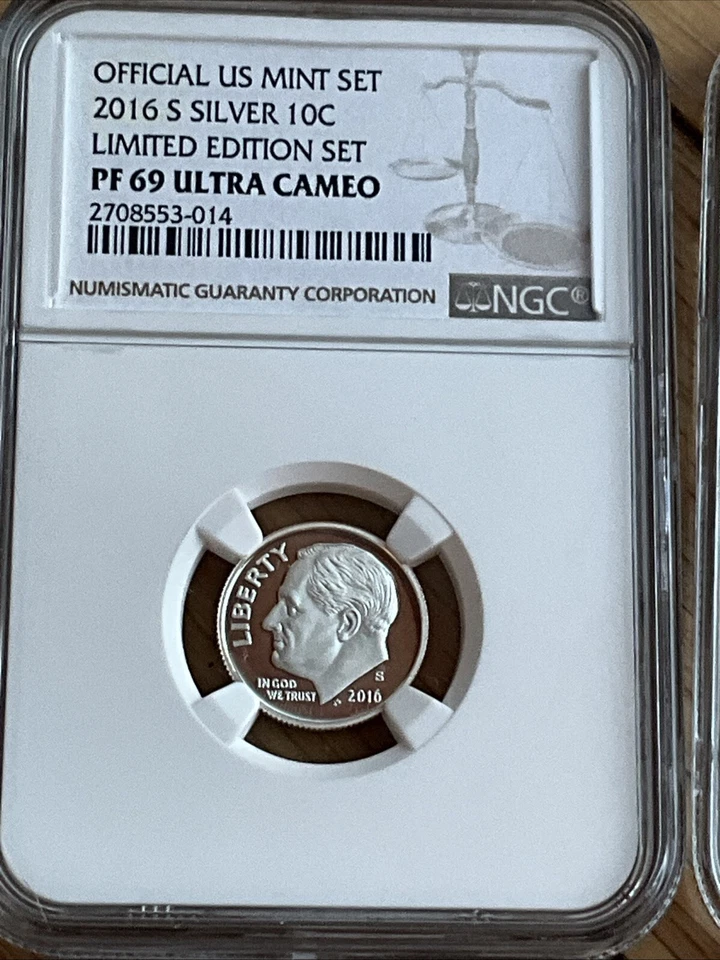 OFFICIAL US MINT SET
2016 S SILVER 10C
LIMITED EDITION SET
PF 69 ULTRA CAMEO
2708553-014
NUMISMATIC GUARANTY CORPORATION
NGC®
LIBERTY
IN GOD
WE TRUST
S
2016